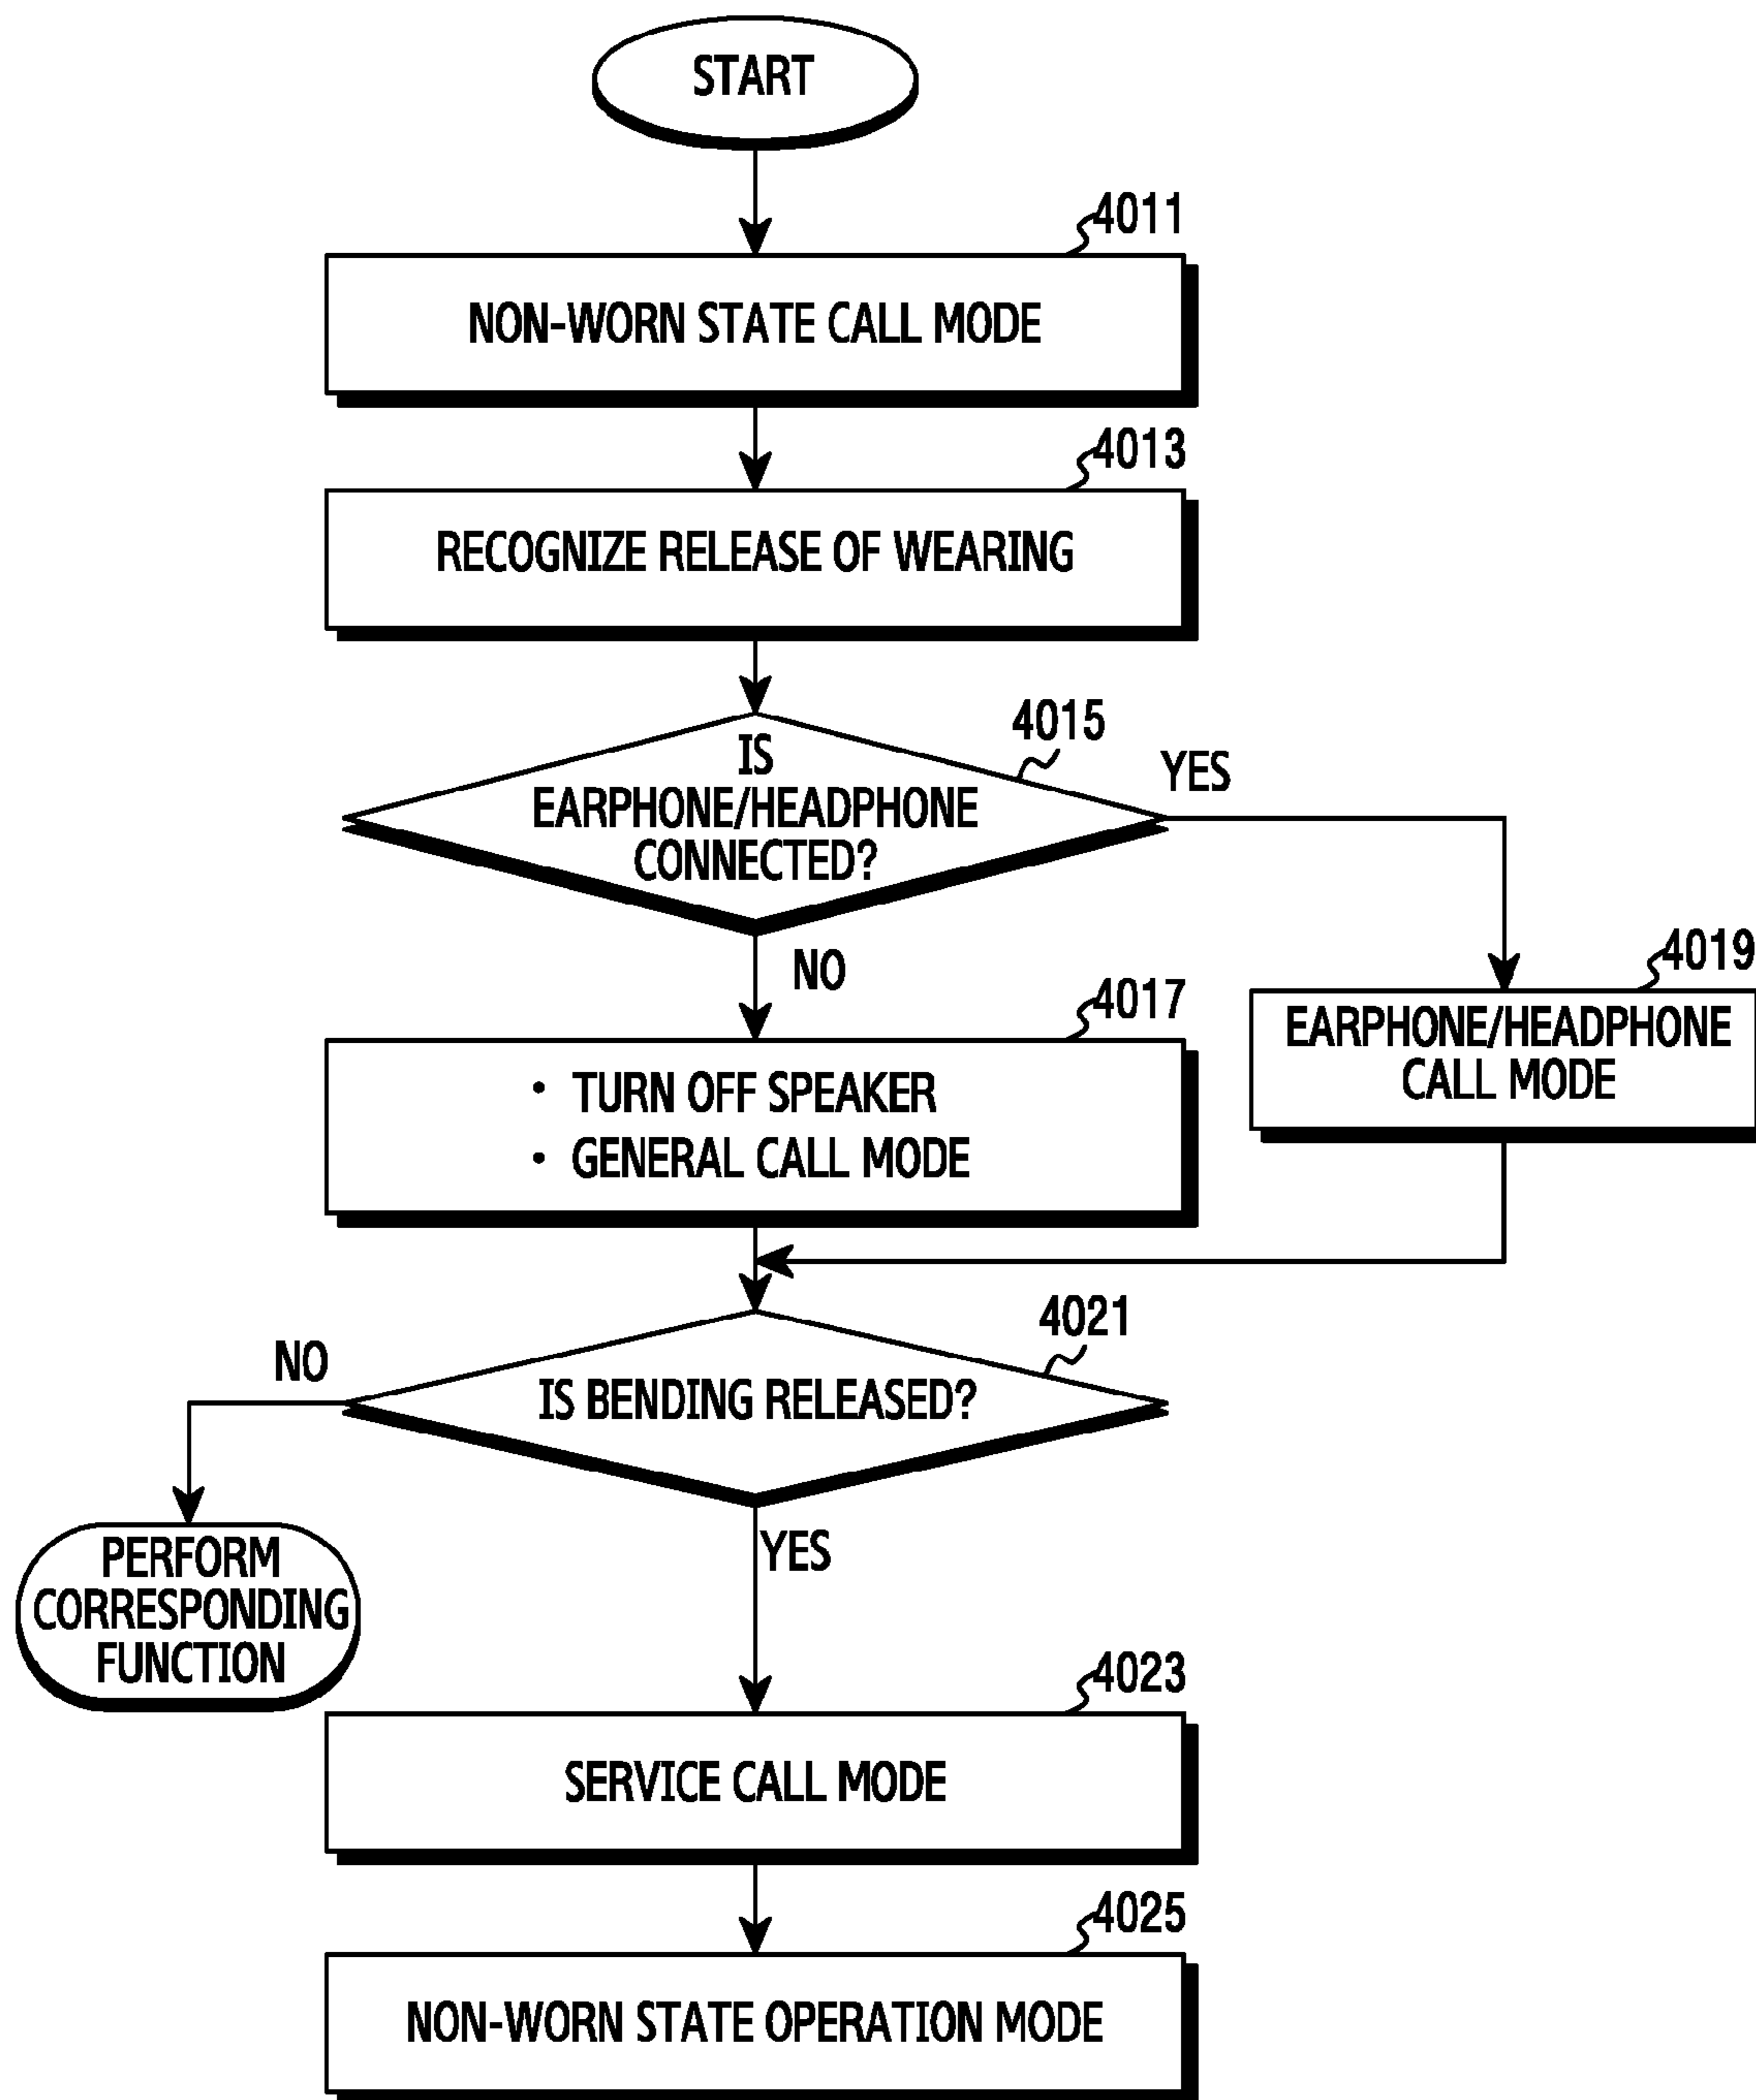 START
4011
NON-WORN STATE CALL MODE
4013
RECOGNIZE RELEASE OF WEARING
4015
IS
EARPHONE/HEADPHONE
CONNECTED?
YES
NO
4017
• TURN OFF SPEAKER
• GENERAL CALL MODE
4019
EARPHONE/HEADPHONE
CALL MODE
4021
IS BENDING RELEASED?
NO
PERFORM
CORRESPONDING
FUNCTION
YES
4023
SERVICE CALL MODE
4025
NON-WORN STATE OPERATION MODE